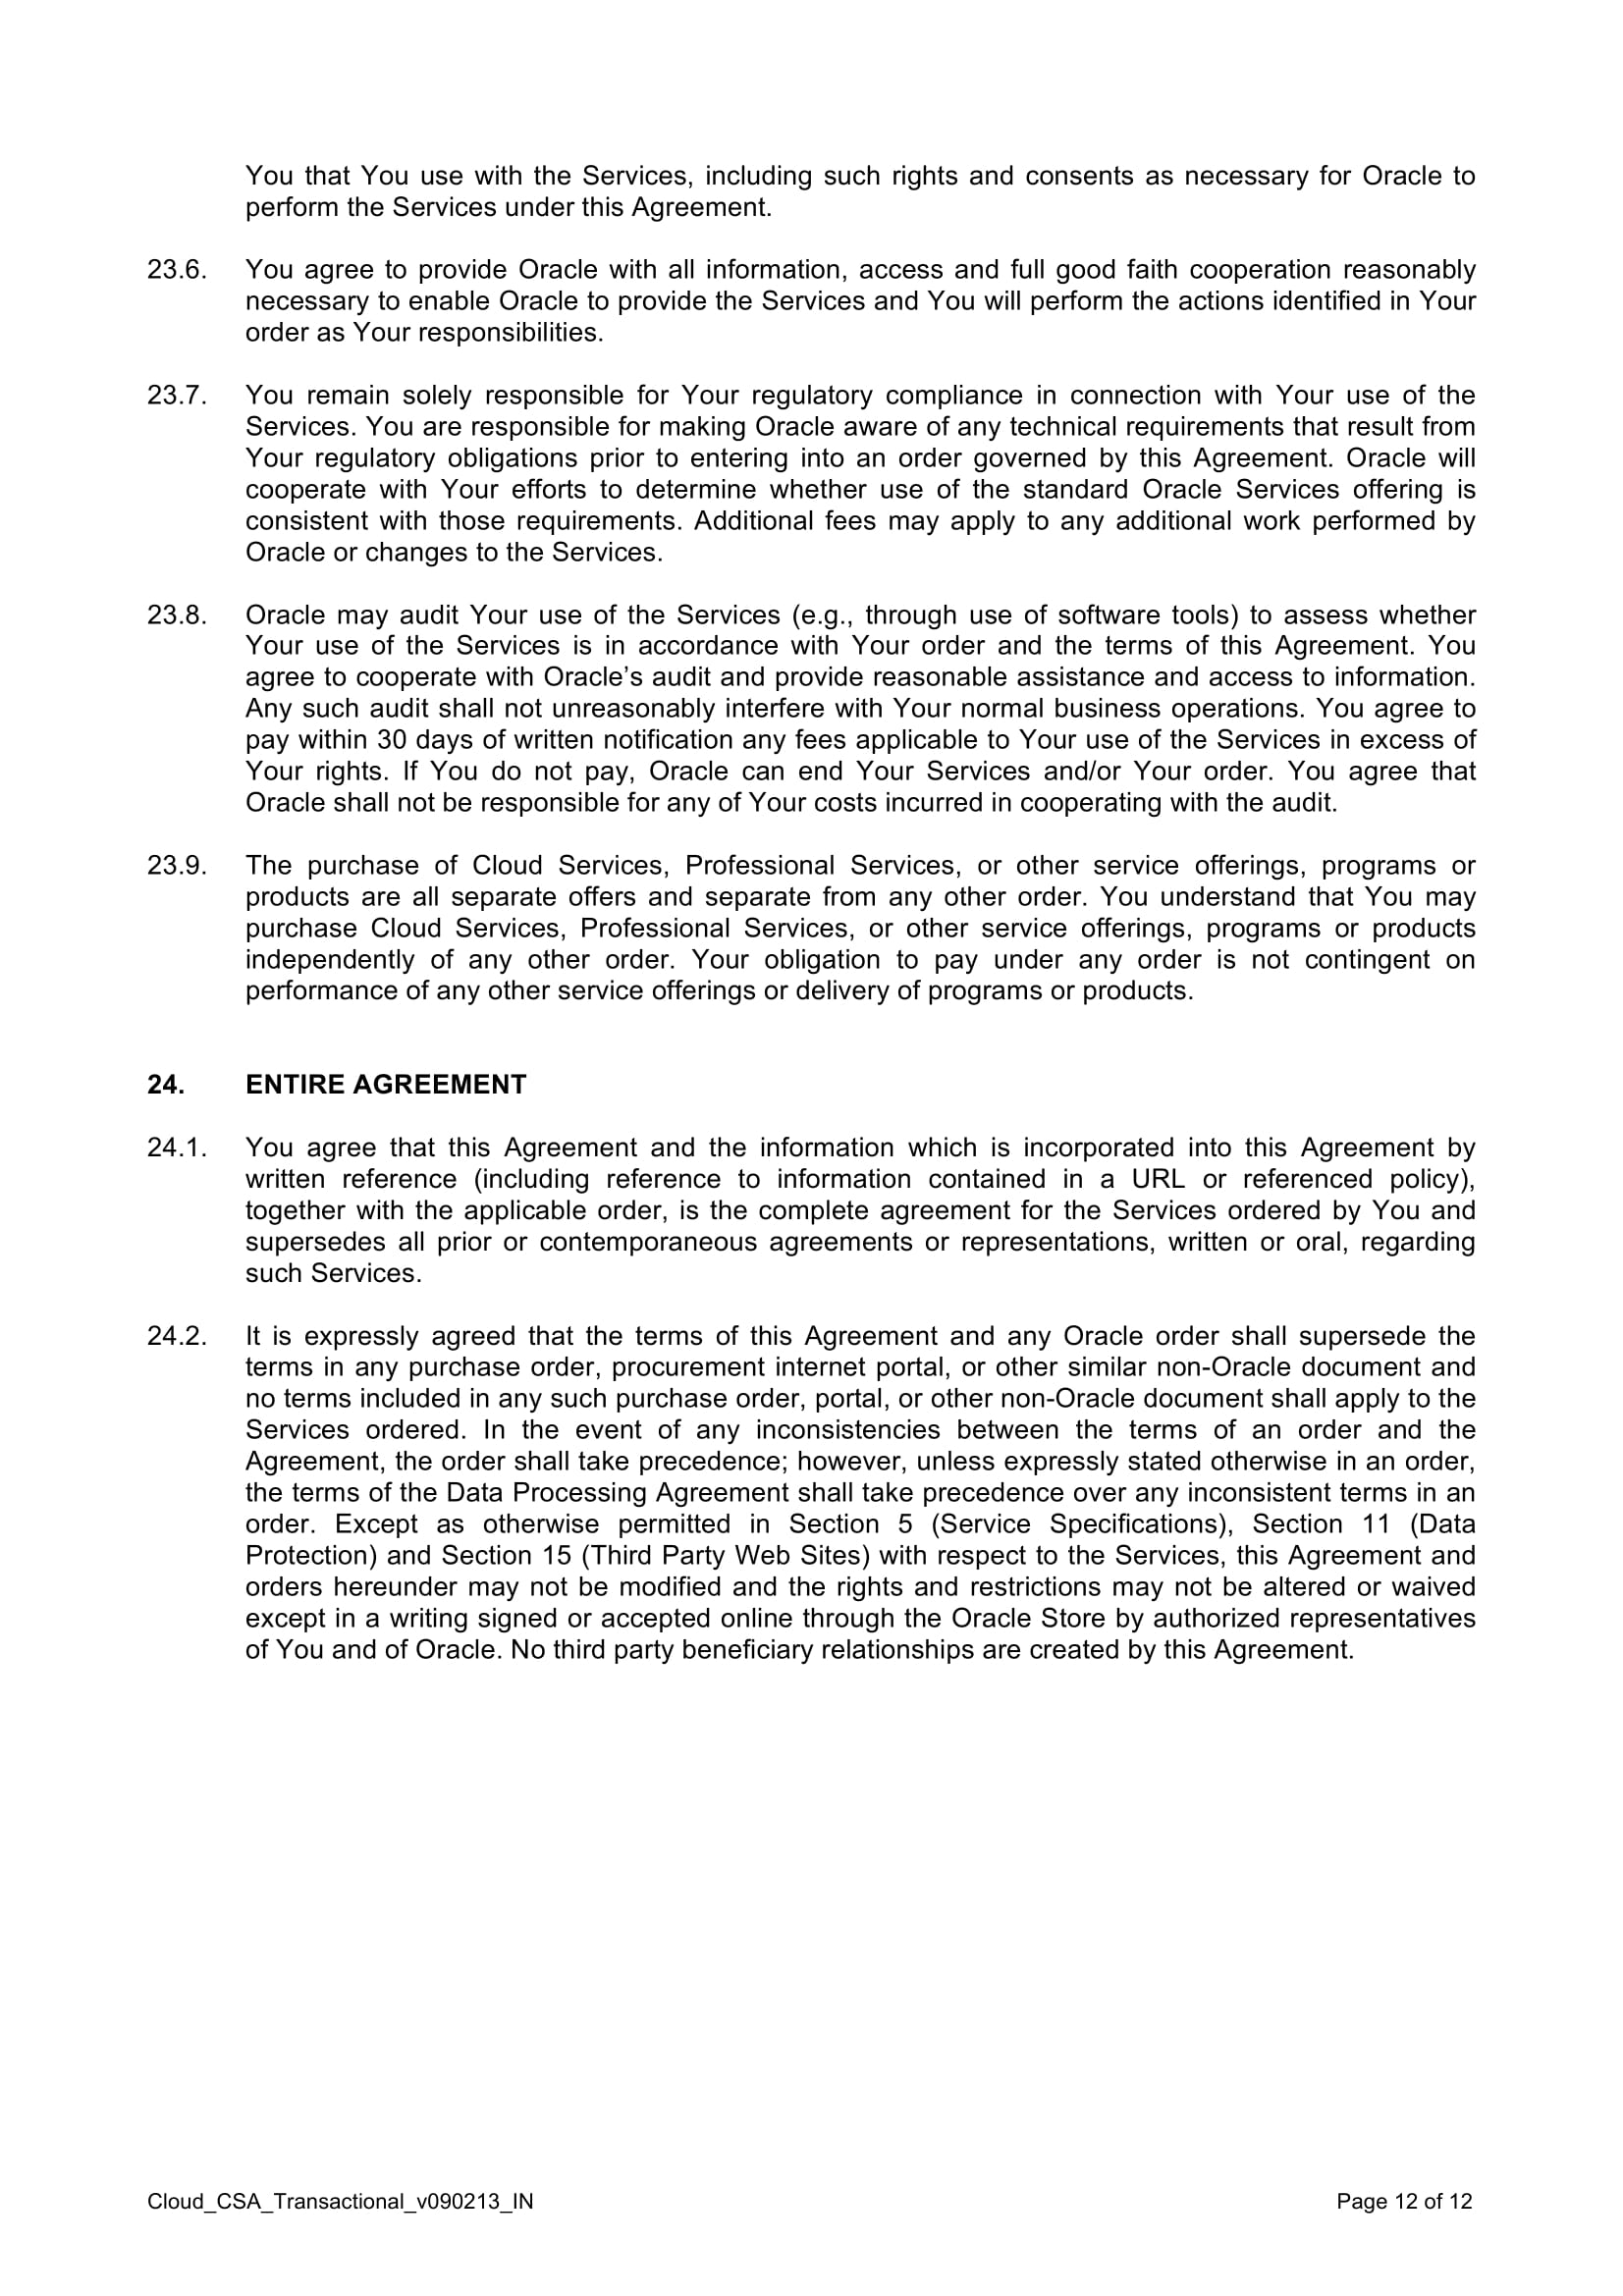 You that You use with the Services, including such rights and consents as necessary for Oracle to
perform the Services under this Agreement.
23.6. You agree to provide Oracle with all information, access and full good faith cooperation reasonably
necessary to enable Oracle to provide the Services and You will perform the actions identified in Your
order as Your responsibilities.
23.7. You remain solely responsible for Your regulatory compliance in connection with Your use of the
Services. You are responsible for making Oracle aware of any technical requirements that result from
Your regulatory obligations prior to entering into an order governed by this Agreement. Oracle will
cooperate with Your efforts to determine whether use of the standard Oracle Services offering is
consistent with those requirements. Additional fees may apply to any additional work performed by
Oracle or changes to the Services.
23.8. Oracle may audit Your use of the Services (e.g., through use of software tools) to assess whether
Your use of the Services is in accordance with Your order and the terms of this Agreement. You
agree to cooperate with Oracle’s audit and provide reasonable assistance and access to information.
Any such audit shall not unreasonably interfere with Your normal business operations. You agree to
pay within 30 days of written notification any fees applicable to Your use of the Services in excess of
Your rights. If You do not pay, Oracle can end Your Services and/or Your order. You agree that
Oracle shall not be responsible for any of Your costs incurred in cooperating with the audit.
23.9. The purchase of Cloud Services, Professional Services, or other service offerings, programs or
products are all separate offers and separate from any other order. You understand that You may
purchase Cloud Services, Professional Services, or other service offerings, programs or products
independently of any other order. Your obligation to pay under any order is not contingent on
performance of any other service offerings or delivery of programs or products.
24. ENTIRE AGREEMENT
24.1. You agree that this Agreement and the information which is incorporated into this Agreement by
written reference (including reference to information contained in a URL or referenced policy),
together with the applicable order, is the complete agreement for the Services ordered by You and
supersedes all prior or contemporaneous agreements or representations, written or oral, regarding
such Services.
24.2. It is expressly agreed that the terms of this Agreement and any Oracle order shall supersede the
terms in any purchase order, procurement internet portal, or other similar non-Oracle document and
no terms included in any such purchase order, portal, or other non-Oracle document shall apply to the
Services ordered. In the event of any inconsistencies between the terms of an order and the
Agreement, the order shall take precedence; however, unless expressly stated otherwise in an order,
the terms of the Data Processing Agreement shall take precedence over any inconsistent terms in an
order. Except as otherwise permitted in Section 5 (Service Specifications), Section 11 (Data
Protection) and Section 15 (Third Party Web Sites) with respect to the Services, this Agreement and
orders hereunder may not be modified and the rights and restrictions may not be altered or waived
except in a writing signed or accepted online through the Oracle Store by authorized representatives
of You and of Oracle. No third party beneficiary relationships are created by this Agreement.
Cloud_CSA_Transactional_v090213_IN Page 12 of 12